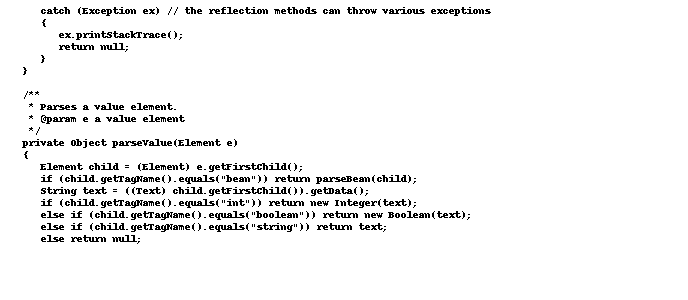 catch (Exception ex) // the reflection methods can throw various exceptions
{
ex.printStackTrace();
return null;
}
}
/**
* Parses a value element.
* @param e a value element
*/
private Object parseValue(Element e)
{
Element child = (Element) e.getFirstChild();
if (child.getTagName().equals("bean")) return parseBean(child);
String text = ((Text) child.getFirstChild()).getData();
if (child.getTagName().equals("int")) return new Integer(text);
else if (child.getTagName().equals("boolean")) return new Boolean(text);
else if (child.getTagName().equals("string")) return text;
else return null;